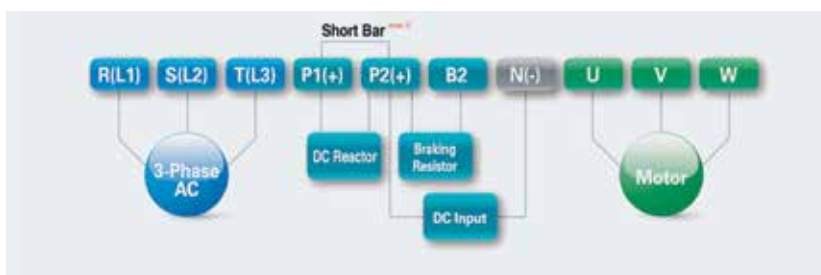 Short Bar
R(L1) S(L2) T(L3) P1(+) P2(+) B2 N(-) U V W
DC Reactor
Braking
Resistor
3-Phase
AC
Motor
DC Input